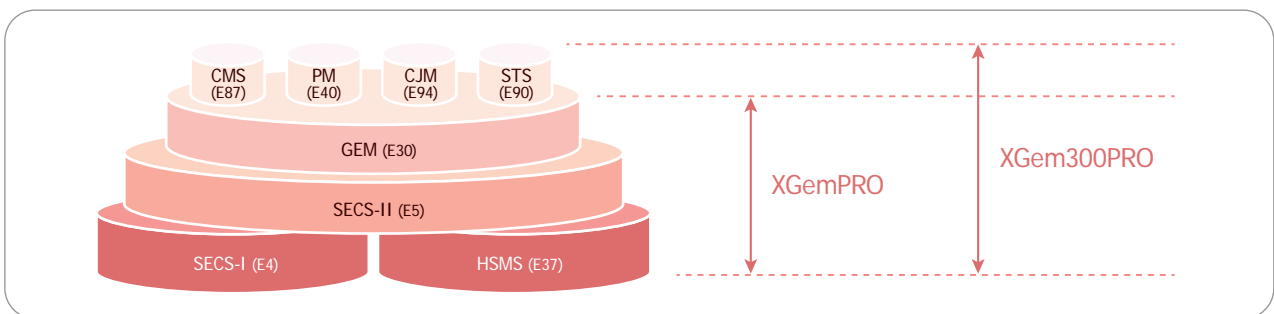 CMS
(E87)
PM
(E40)
CJM
(E94)
STS
(E90)
GEM (E30)
SECS-II (E5)
SECS-I (E4)
HSMS (E37)
XGemPRO
XGem300PRO